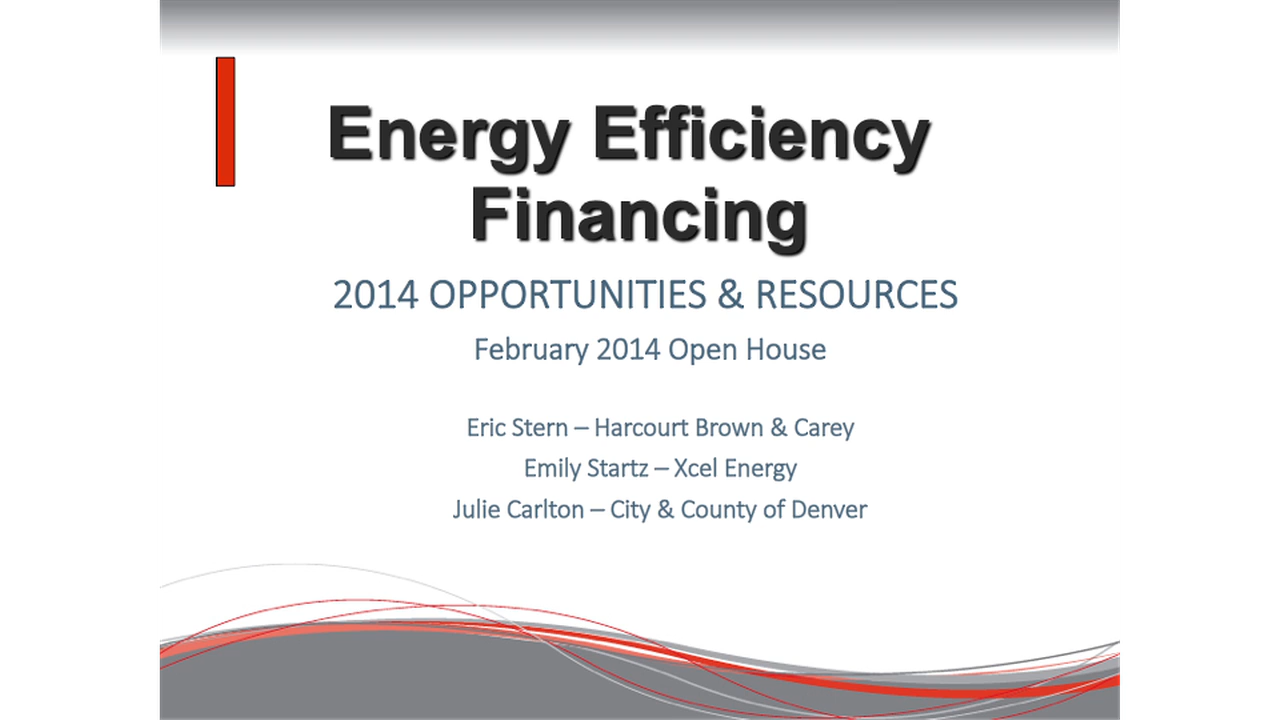 Energy Efficiency
Financing
2014 OPPORTUNITIES & RESOURCES
February 2014 Open House
Eric Stern – Harcourt Brown & Carey
Emily Startz – Xcel Energy
Julie Carlton – City & County of Denver